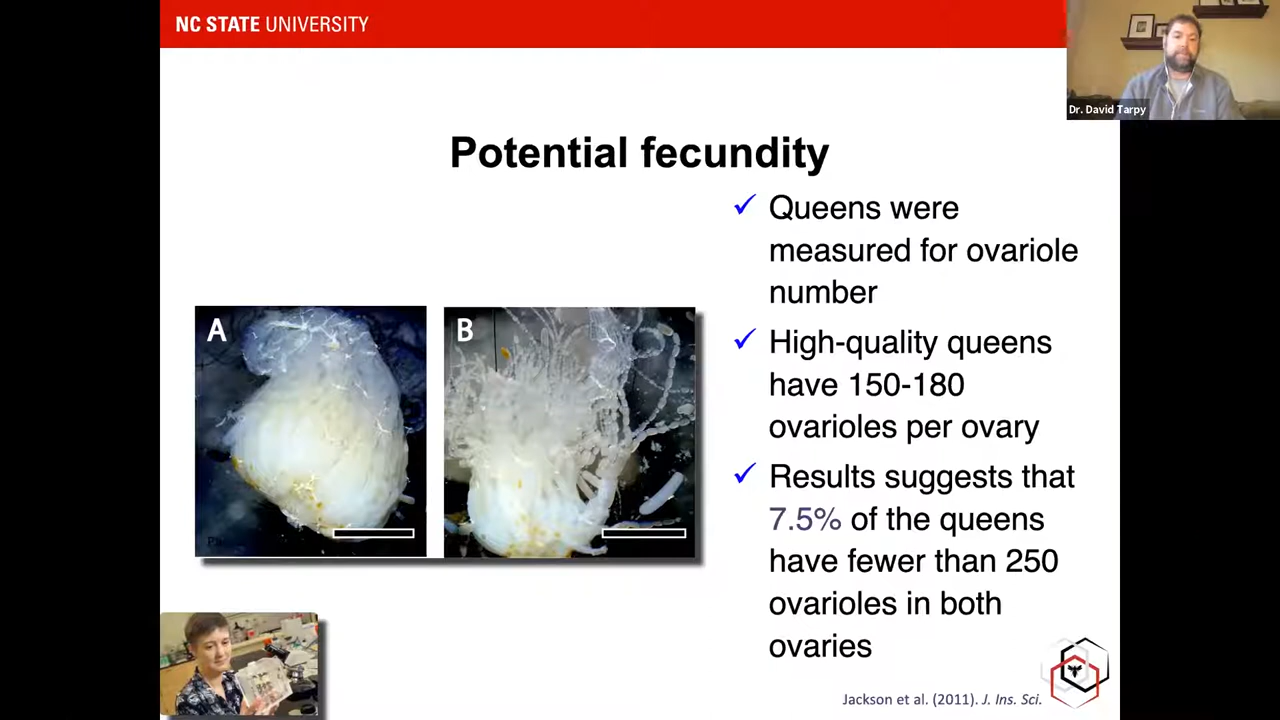 NC STATE UNIVERSITY
Dr. David Tarpy
Potential fecundity
A
B
✓ Queens were
measured for ovariole
number
✓ High-quality queens
have 150-180
ovarioles per ovary
✓ Results suggests that
7.5% of the queens
have fewer than 250
ovarioles in both
ovaries
Jackson et al. (2011). J. Ins. Sci.